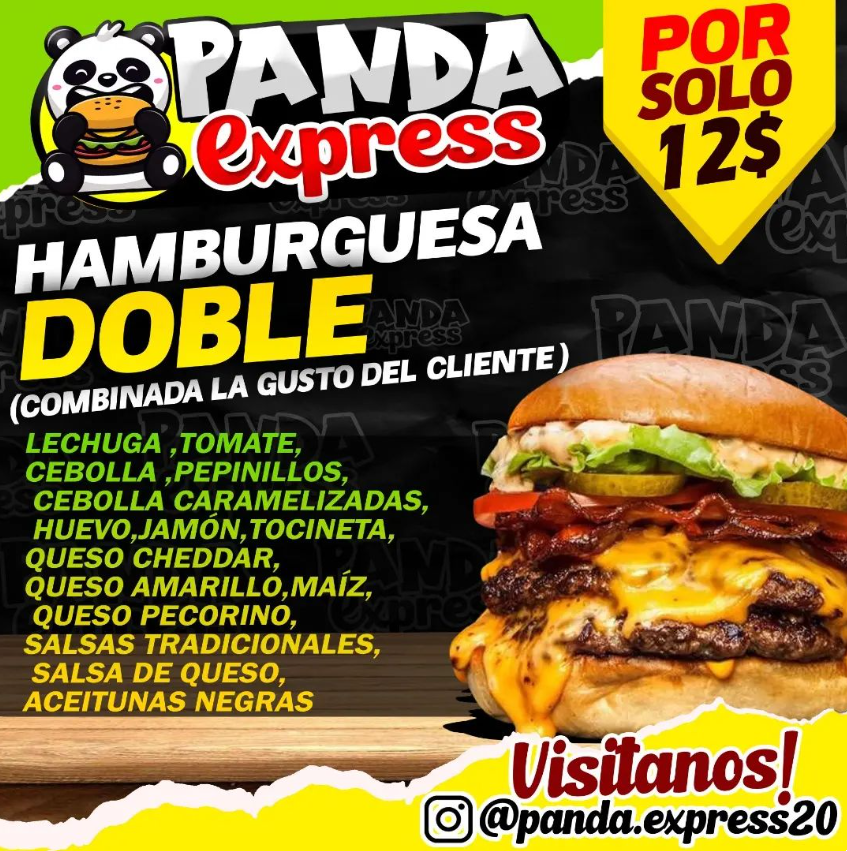 PANDA
express
POR
SOLO
12$
HAMBURGUESA
DOBLE
(COMBINADA LA GUSTO DEL CLIENTE)
LECHUGA ,TOMATE,
CEBOLLA ,PEPINILLOS,
CEBOLLA CARAMELIZADAS,
HUEVO,JAMÓN,TOCINETA,
QUESO CHEDDAR,
QUESO AMARILLO,MAÍZ,
QUESO PECORINO,
SALSAS TRADICIONALES,
SALSA DE QUESO,
ACEITUNAS NEGRAS
Visitanos!
@panda.express20